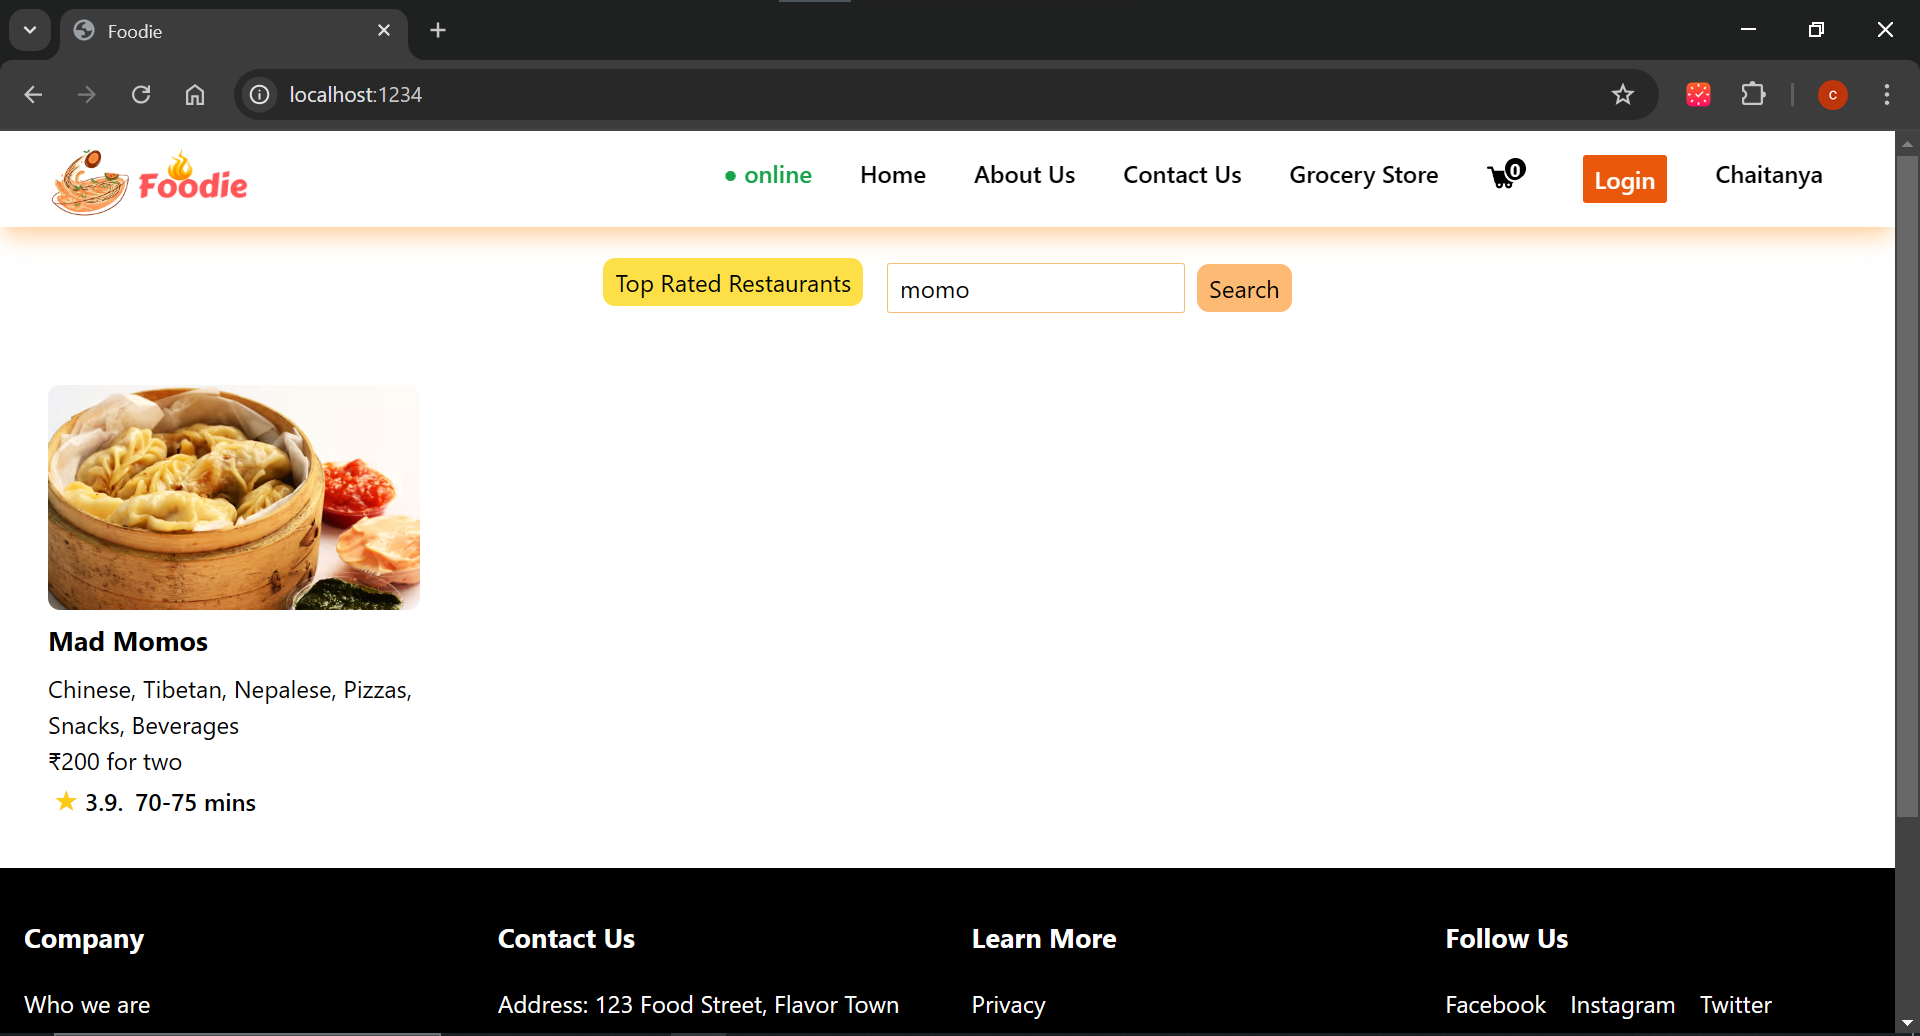 Foodie
localhost:1234
Foodie
online Home About Us Contact Us Grocery Store 0 Login Chaitanya
Top Rated Restaurants momo Search
Mad Momos
Chinese, Tibetan, Nepalese, Pizzas,
Snacks, Beverages
₹200 for two
3.9. 70-75 mins
Company Contact Us Learn More Follow Us
Who we are Address: 123 Food Street, Flavor Town Privacy Facebook Instagram Twitter
c